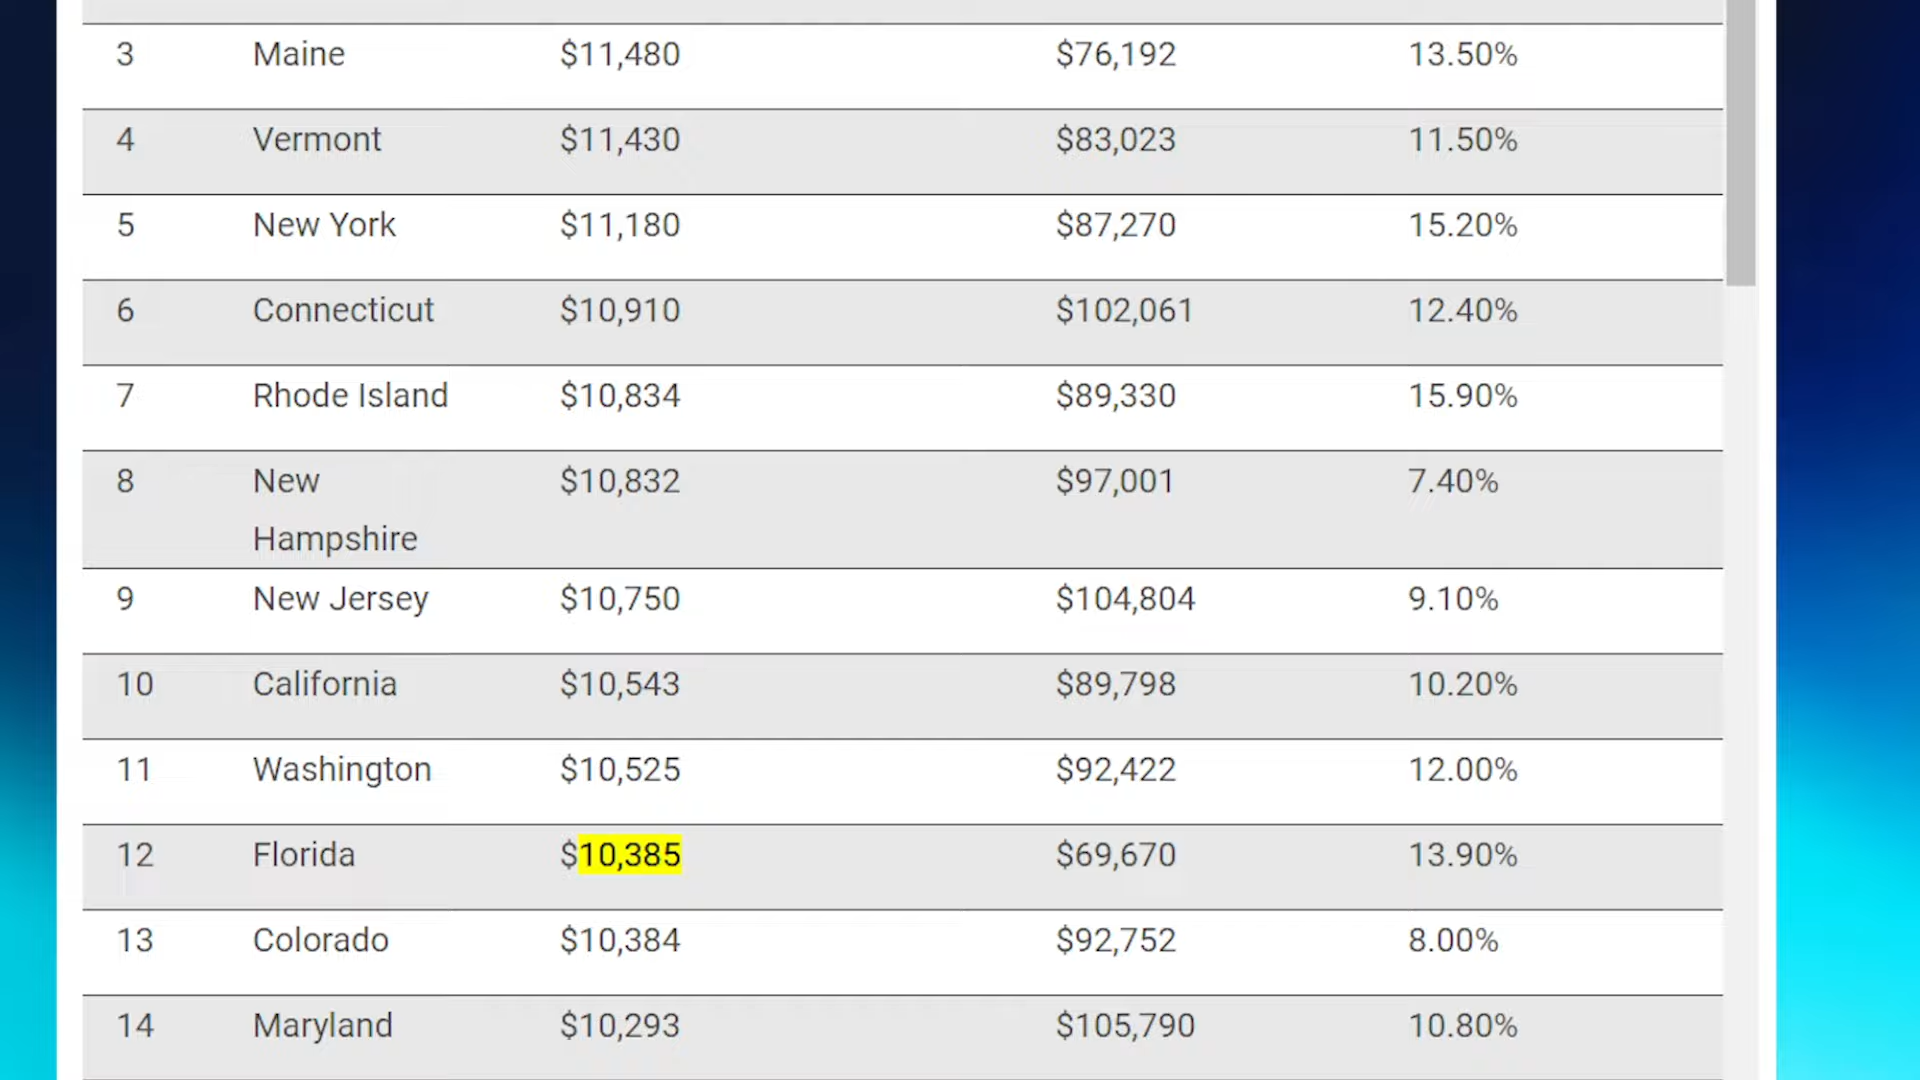 3 Maine $11,480 $76,192 13.50%
4 Vermont $11,430 $83,023 11.50%
5 New York $11,180 $87,270 15.20%
6 Connecticut $10,910 $102,061 12.40%
7 Rhode Island $10,834 $89,330 15.90%
8 New $10,832 $97,001 7.40%
Hampshire
9 New Jersey $10,750 $104,804 9.10%
10 California $10,543 $89,798 10.20%
11 Washington $10,525 $92,422 12.00%
12 Florida $10,385 $69,670 13.90%
13 Colorado $10,384 $92,752 8.00%
14 Maryland $10,293 $105,790 10.80%